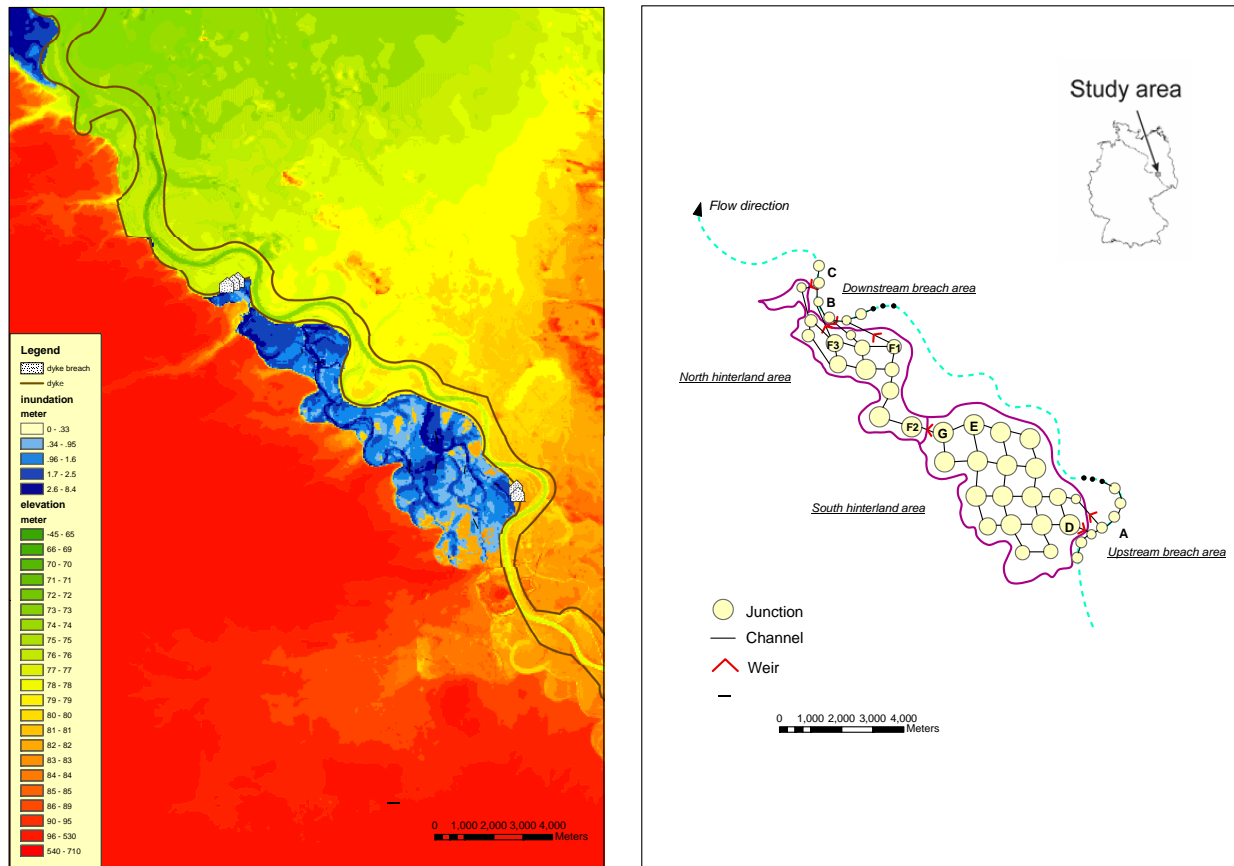 Legend
dyke breach
dyke
inundation
meter
0 - .33
.34 - .95
.96 - 1.6
1.7 - 2.5
2.6 - 8.4
elevation
meter
-45 - 65
66 - 69
70 - 70
71 - 71
72 - 72
73 - 73
74 - 74
75 - 75
76 - 76
77 - 77
78 - 78
79 - 79
80 - 80
81 - 81
82 - 82
83 - 83
84 - 84
85 - 85
86 - 89
90 - 95
96 - 530
540 - 710
0 1,000 2,000 3,000 4,000
Meters
Study area
Flow direction
C
Downstream breach area
B
F3
F1
North hinterland area
F2
G
E
South hinterland area
D
A
Upstream breach area
Junction
Channel
Weir
0 1,000 2,000 3,000 4,000
Meters